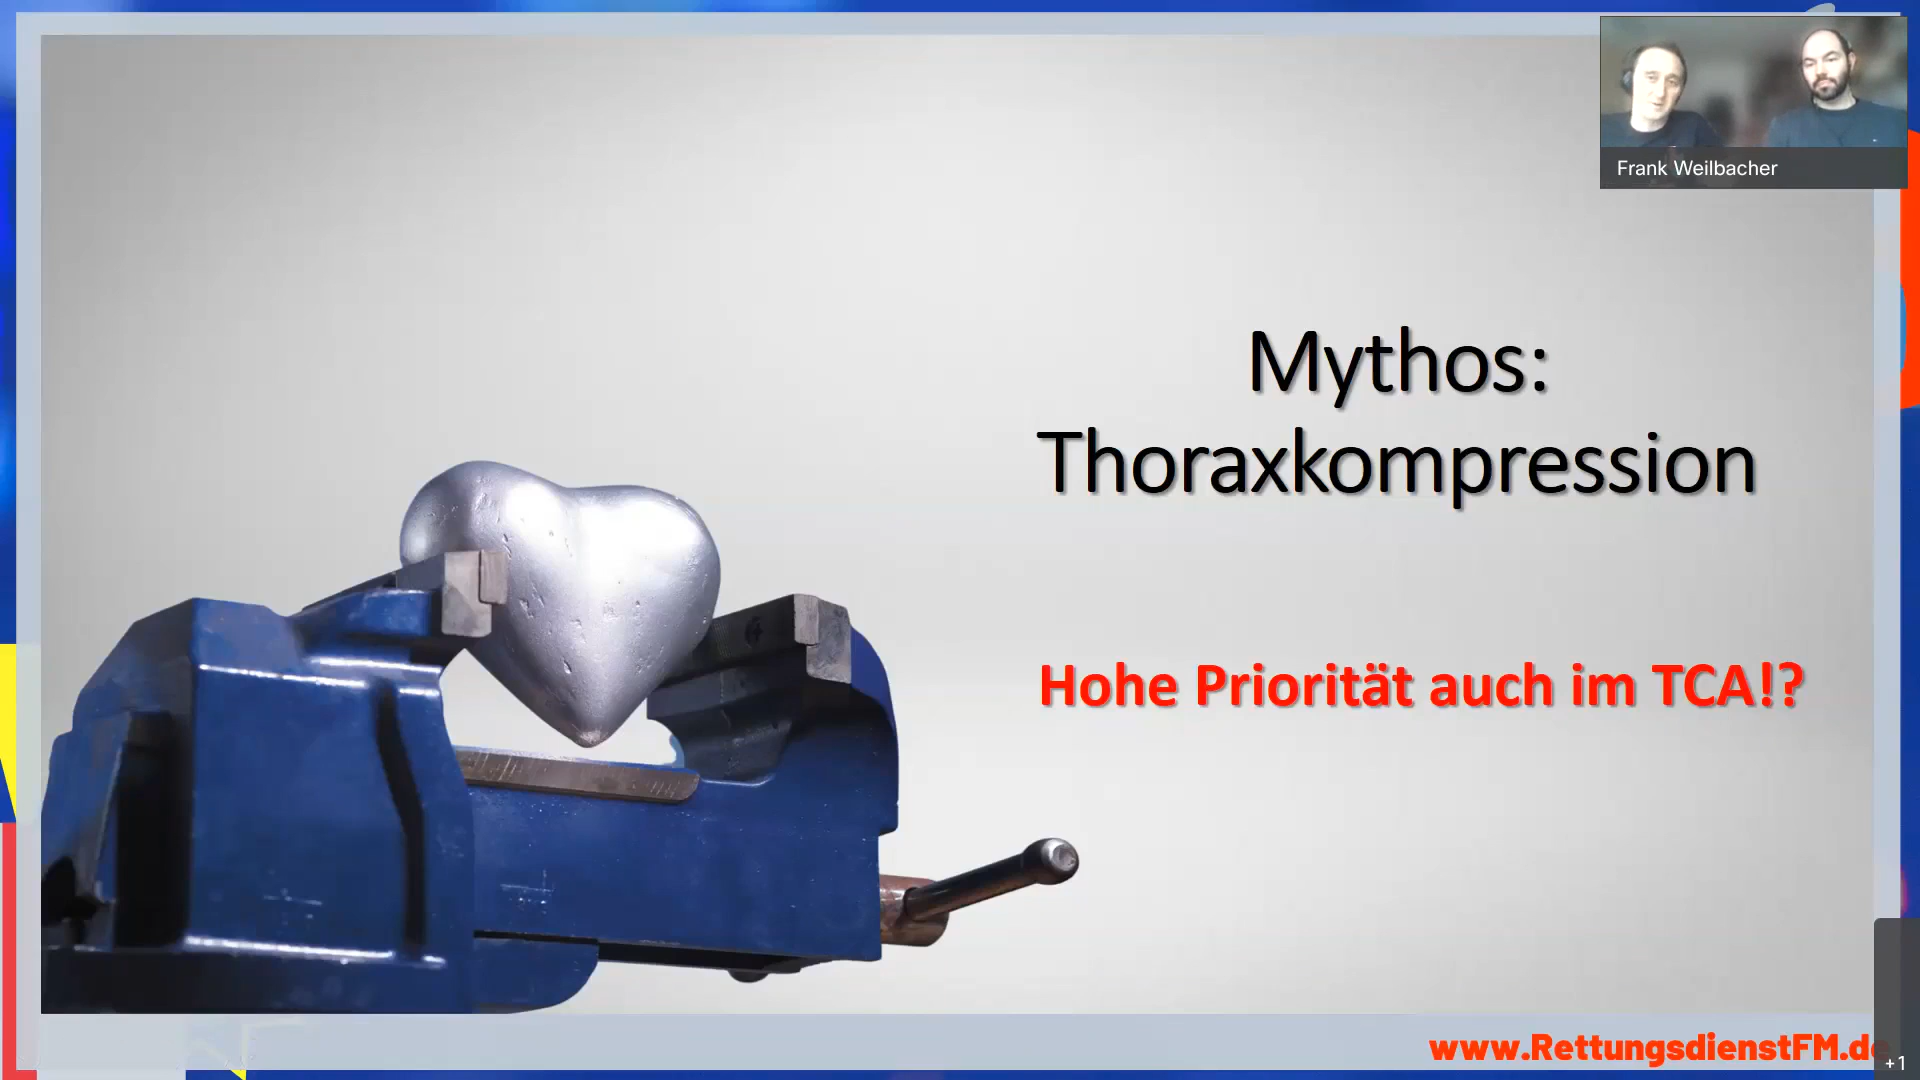 Frank Weilbacher
Mythos:
Thoraxkompression
Hohe Priorität auch im TCA!?
www.RettungsdienstFM.de
+1